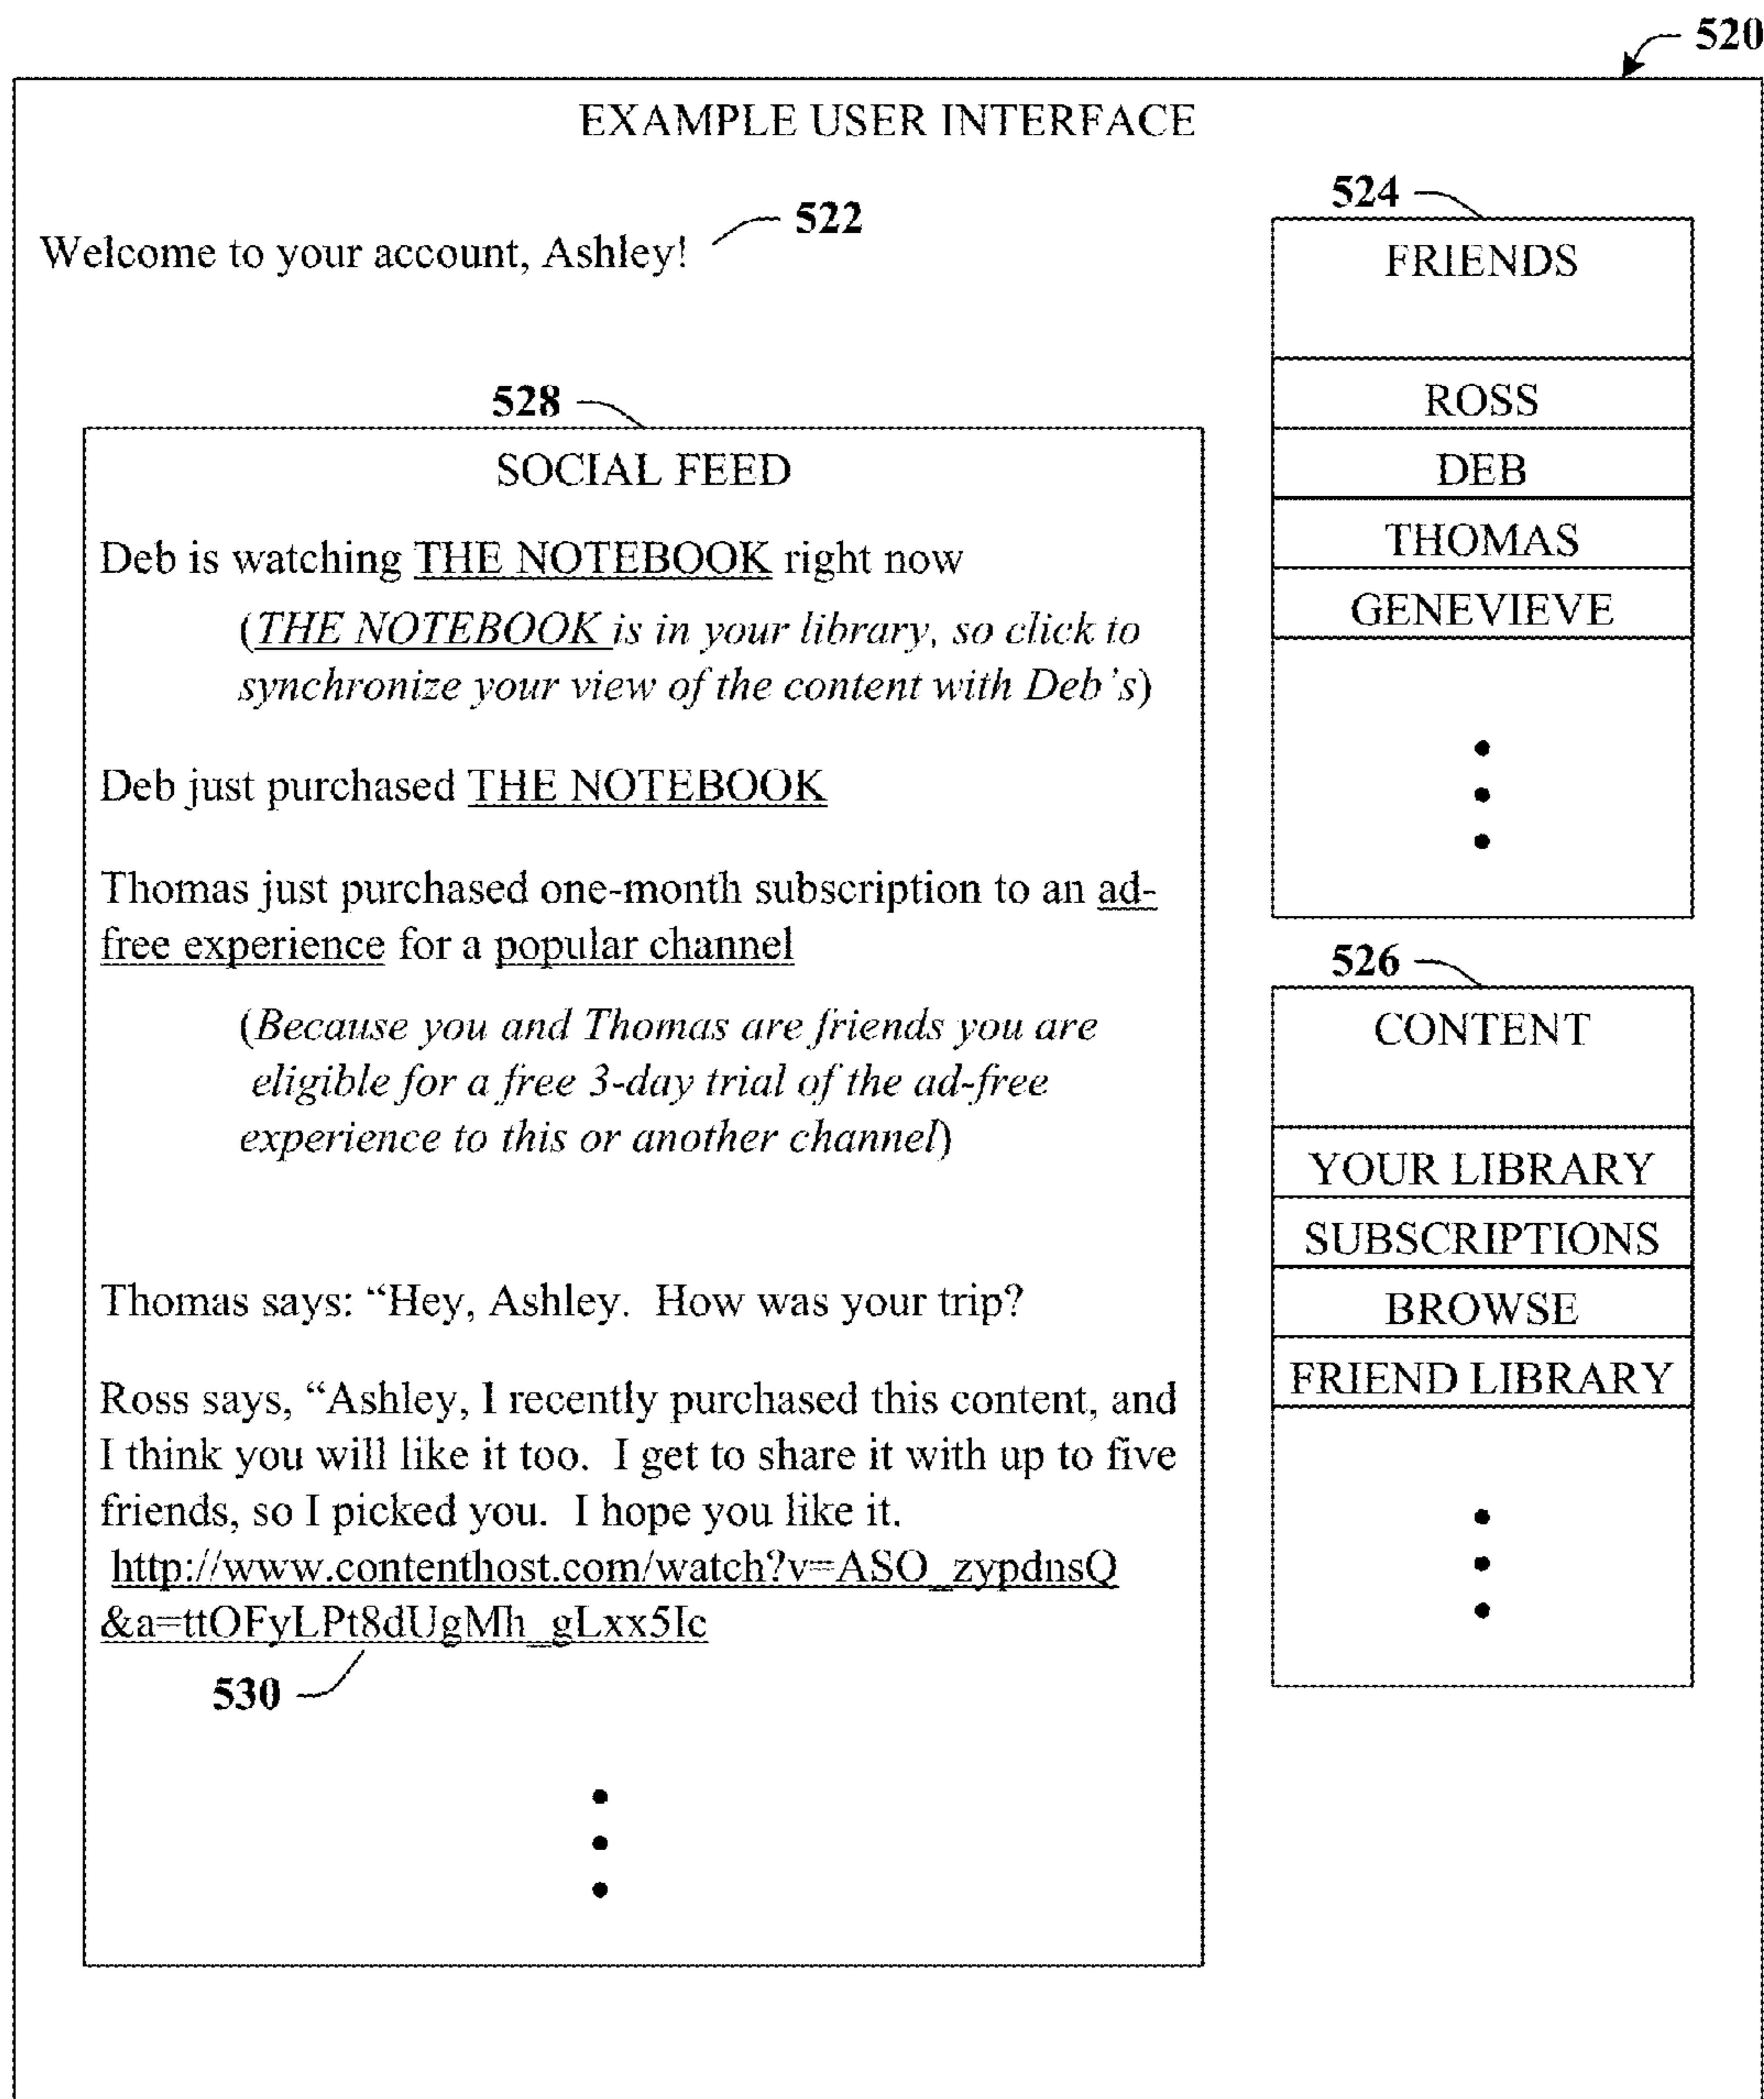 520
EXAMPLE USER INTERFACE
522
Welcome to your account, Ashley!
528
SOCIAL FEED
Deb is watching THE NOTEBOOK right now
(THE NOTEBOOK is in your library, so click to
synchronize your view of the content with Deb's)
Deb just purchased THE NOTEBOOK
Thomas just purchased one-month subscription to an ad-
free experience for a popular channel
(Because you and Thomas are friends you are
eligible for a free 3-day trial of the ad-free
experience to this or another channel)
Thomas says: “Hey, Ashley.  How was your trip?
Ross says, “Ashley, I recently purchased this content, and
I think you will like it too.  I get to share it with up to five
friends, so I picked you.  I hope you like it.
http://www.contenthost.com/watch?v=ASO_zypdnsQ
&a=ttOFyLPt8dUgMh_gLxx5Ic
530
524
FRIENDS
ROSS
DEB
THOMAS
GENEVIEVE
526
CONTENT
YOUR LIBRARY
SUBSCRIPTIONS
BROWSE
FRIEND LIBRARY